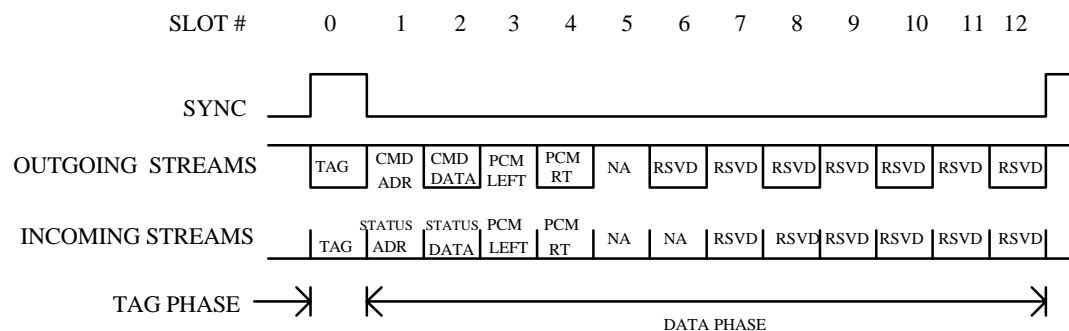 SLOT # 0 1 2 3 4 5 6 7 8 9 10 11 12
SYNC
OUTGOING STREAMS TAG CMD ADR CMD DATA PCM LEFT PCM RT NA RSVD RSVD RSVD RSVD RSVD RSVD RSVD
INCOMING STREAMS TAG STATUS ADR STATUS DATA PCM LEFT PCM RT NA NA RSVD RSVD RSVD RSVD RSVD RSVD
TAG PHASE
DATA PHASE